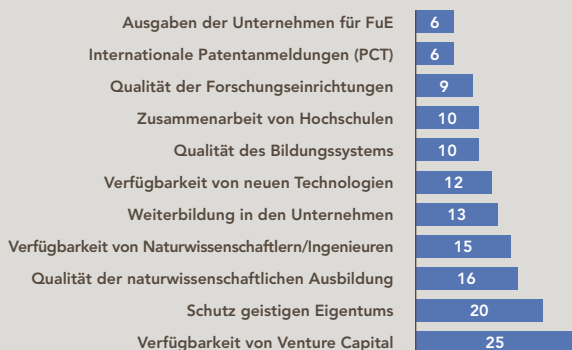 Ausgaben der Unternehmen für FuE 6
Internationale Patentanmeldungen (PCT) 6
Qualität der Forschungseinrichtungen 9
Zusammenarbeit von Hochschulen 10
Qualität des Bildungssystems 10
Verfügbarkeit von neuen Technologien 12
Weiterbildung in den Unternehmen 13
Verfügbarkeit von Naturwissenschaftlern/Ingenieuren 15
Qualität der naturwissenschaftlichen Ausbildung 16
Schutz geistigen Eigentums 20
Verfügbarkeit von Venture Capital 25